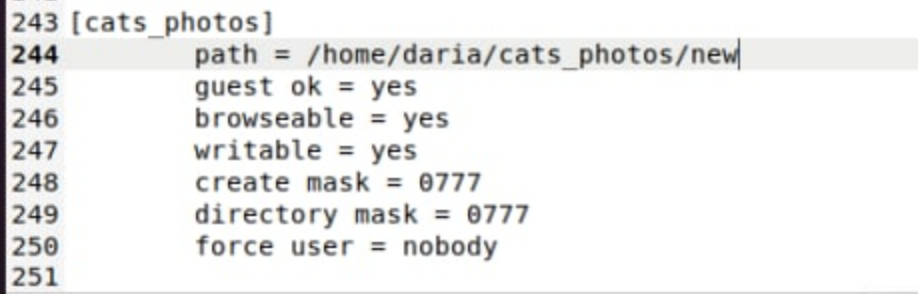 243 [cats_photos]
244 path = /home/daria/cats_photos/new
245 guest ok = yes
246 browseable = yes
247 writable = yes
248 create mask = 0777
249 directory mask = 0777
250 force user = nobody
251